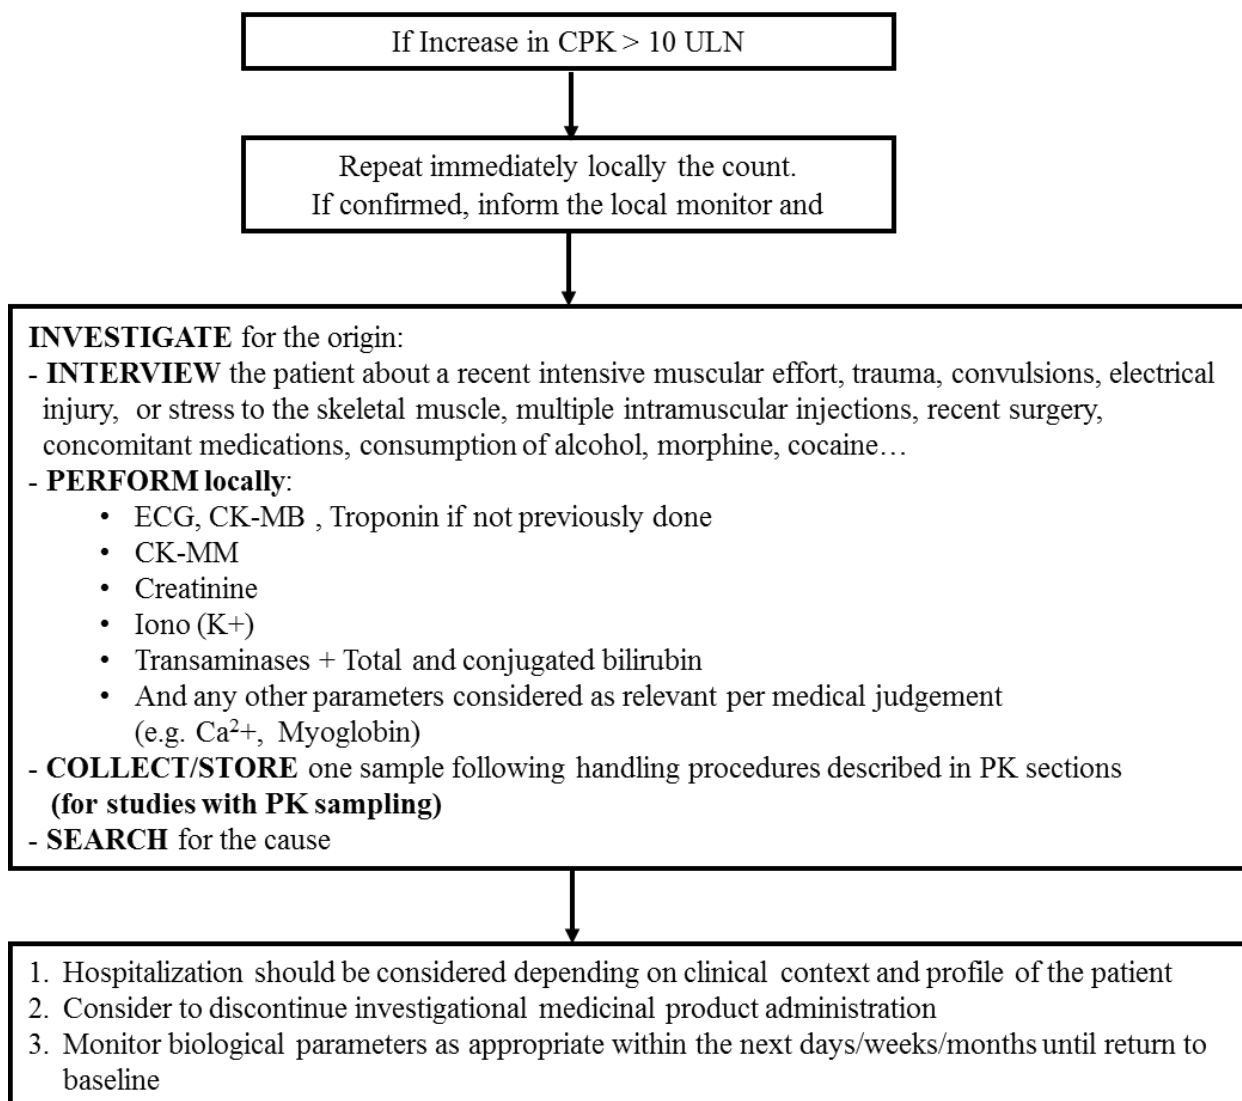 If Increase in CPK > 10 ULN
Repeat immediately locally the count.
If confirmed, inform the local monitor and
INVESTIGATE for the origin:
- INTERVIEW the patient about a recent intensive muscular effort, trauma, convulsions, electrical
injury, or stress to the skeletal muscle, multiple intramuscular injections, recent surgery,
concomitant medications, consumption of alcohol, morphine, cocaine…
- PERFORM locally:
• ECG, CK-MB , Troponin if not previously done
• CK-MM
• Creatinine
• Iono (K+)
• Transaminases + Total and conjugated bilirubin
• And any other parameters considered as relevant per medical judgement
(e.g. Ca²+, Myoglobin)
- COLLECT/STORE one sample following handling procedures described in PK sections
(for studies with PK sampling)
- SEARCH for the cause
1. Hospitalization should be considered depending on clinical context and profile of the patient
2. Consider to discontinue investigational medicinal product administration
3. Monitor biological parameters as appropriate within the next days/weeks/months until return to
baseline